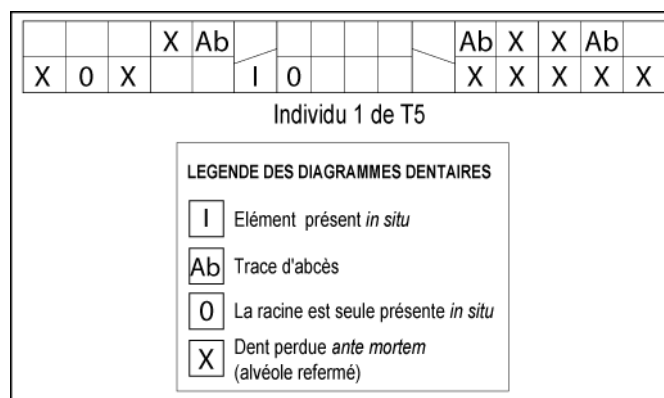 X Ab Ab X X Ab
X 0 X I 0 X X X X X
Individu 1 de T5
LEGENDE DES DIAGRAMMES DENTAIRES
I Elément présent in situ
Ab Trace d'abcès
0 La racine est seule présente in situ
X Dent perdue ante mortem
(alvéole refermé)